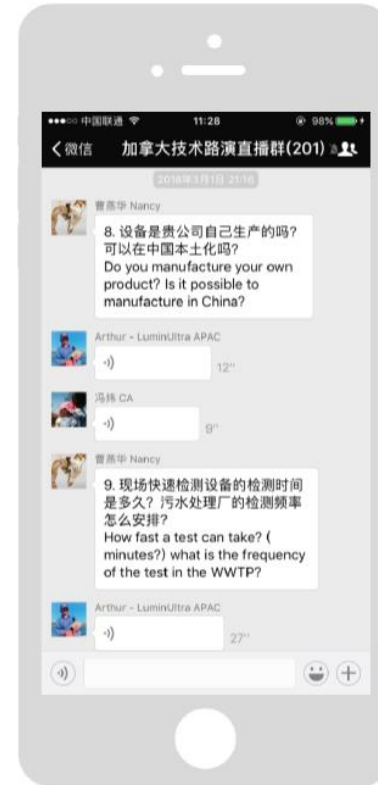 中国联通 11:28 98%
微信 加拿大技术路演直播群(201)
2018年3月1日 21:16
曹燕华 Nancy
8. 设备是贵公司自己生产的吗?
可以在中国本土化吗?
Do you manufacture your own
product? Is it possible to
manufacture in China?
Arthur - LuminUltra APAC
12"
冯炜 CA
9"
曹燕华 Nancy
9. 现场快速检测设备的检测时间
是多久? 污水处理厂的检测频率
怎么安排?
How fast a test can take? (
minutes?) what is the frequency
of the test in the WWTP?
Arthur - LuminUltra APAC
27"